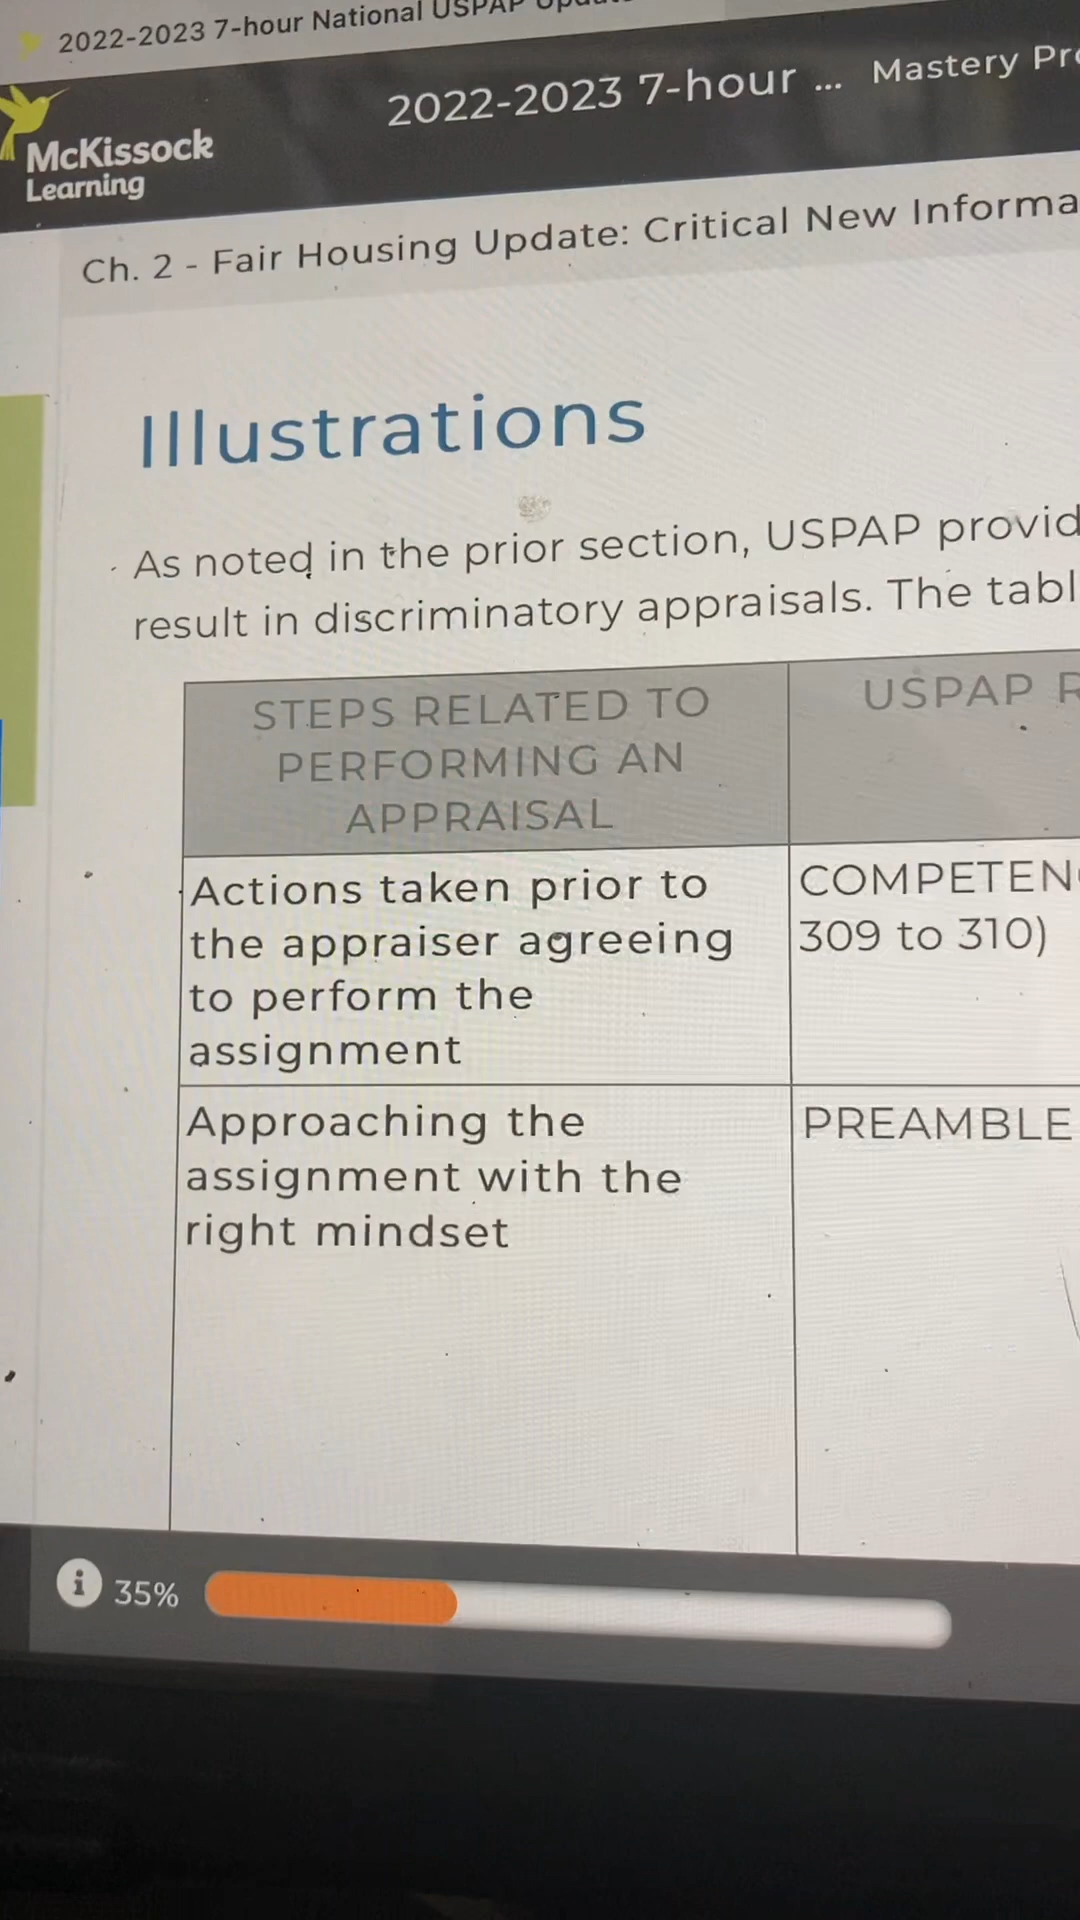 2022-2023 7-hour National USPAP
2022-2023 7-hour ... Mastery
McKissock
Learning
Ch. 2 - Fair Housing Update: Critical New
Illustrations
As noted in the prior section, USPAP
result in discriminatory appraisals. The
STEPS RELATED TO
PERFORMING AN
APPRAISAL
USPAP
Actions taken prior to
the appraiser agreeing
to perform the
assignment
COMPETEN
309 to 310)
Approaching the
assignment with the
right mindset
PREAMBLE
i 35%